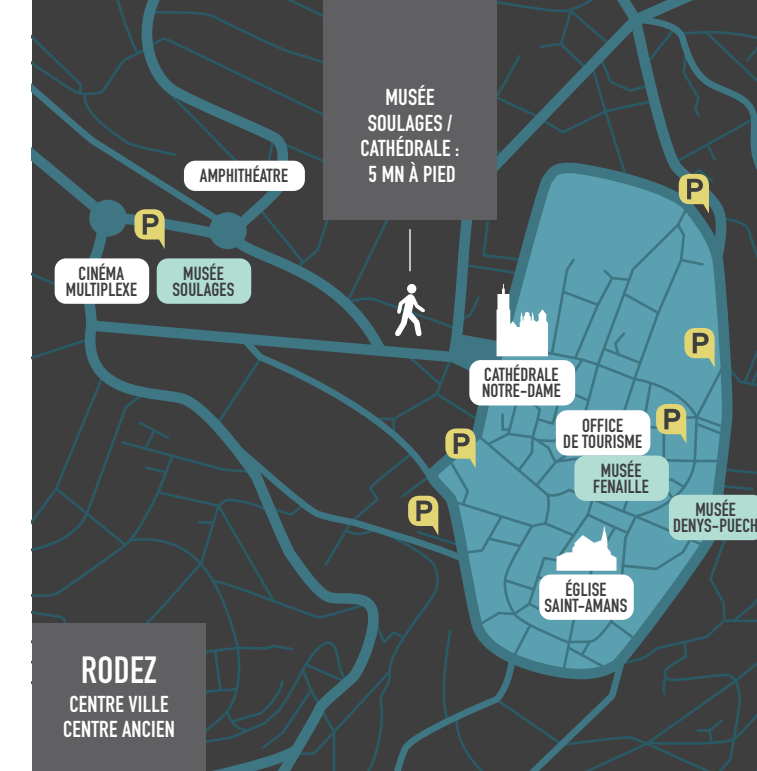 MUSÉE
SOULAGES /
CATHÉDRALE :
5 MN À PIED
AMPHITHÉATRE
P
P
CINÉMA
MULTIPLEXE
MUSÉE
SOULAGES
P
CATHÉDRALE
NOTRE-DAME
OFFICE
DE TOURISME
P
P
MUSÉE
FENAILLE
P
MUSÉE
DENYS-PUECH
ÉGLISE
SAINT-AMANS
RODEZ
CENTRE VILLE
CENTRE ANCIEN